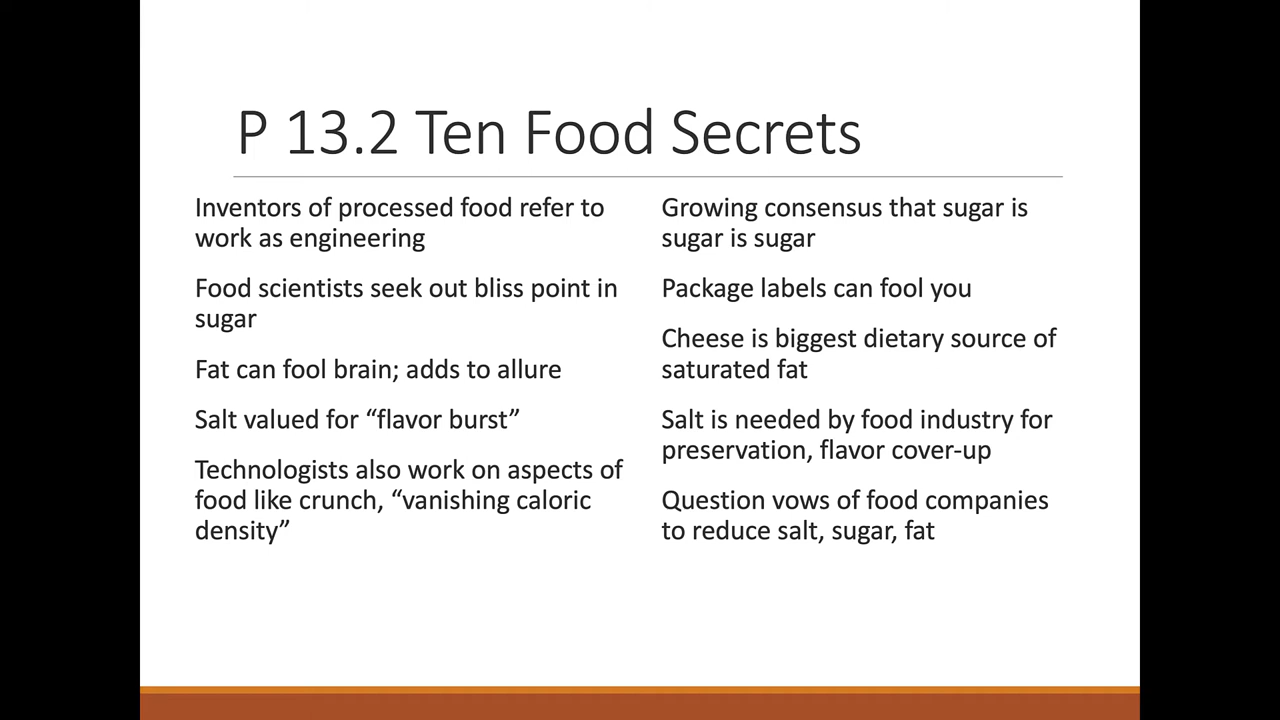 P 13.2 Ten Food Secrets
Inventors of processed food refer to
work as engineering
Food scientists seek out bliss point in
sugar
Fat can fool brain; adds to allure
Salt valued for “flavor burst”
Technologists also work on aspects of
food like crunch, “vanishing caloric
density”
Growing consensus that sugar is
sugar is sugar
Package labels can fool you
Cheese is biggest dietary source of
saturated fat
Salt is needed by food industry for
preservation, flavor cover-up
Question vows of food companies
to reduce salt, sugar, fat